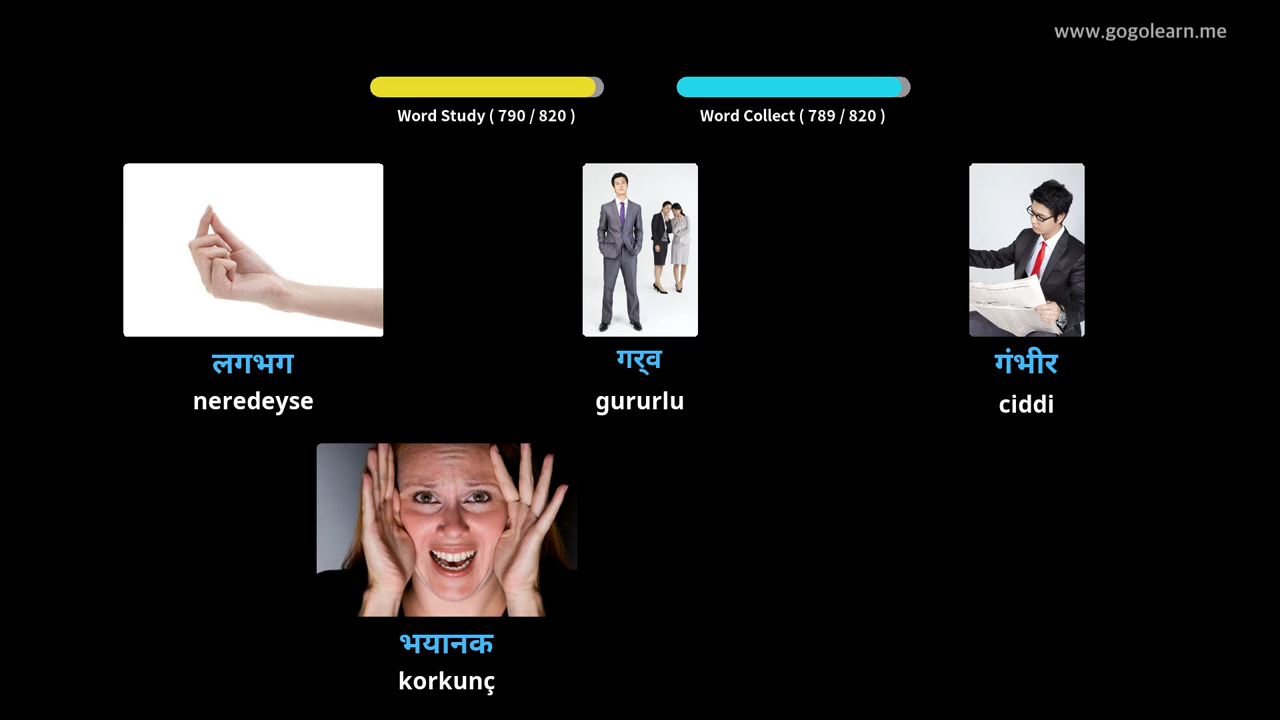 www.gogolearn.me
Word Study ( 790 / 820 )
Word Collect ( 789 / 820 )
लगभग
neredeyse
गर्‍व
gururlu
गंभीर
ciddi
भयानक
korkunç